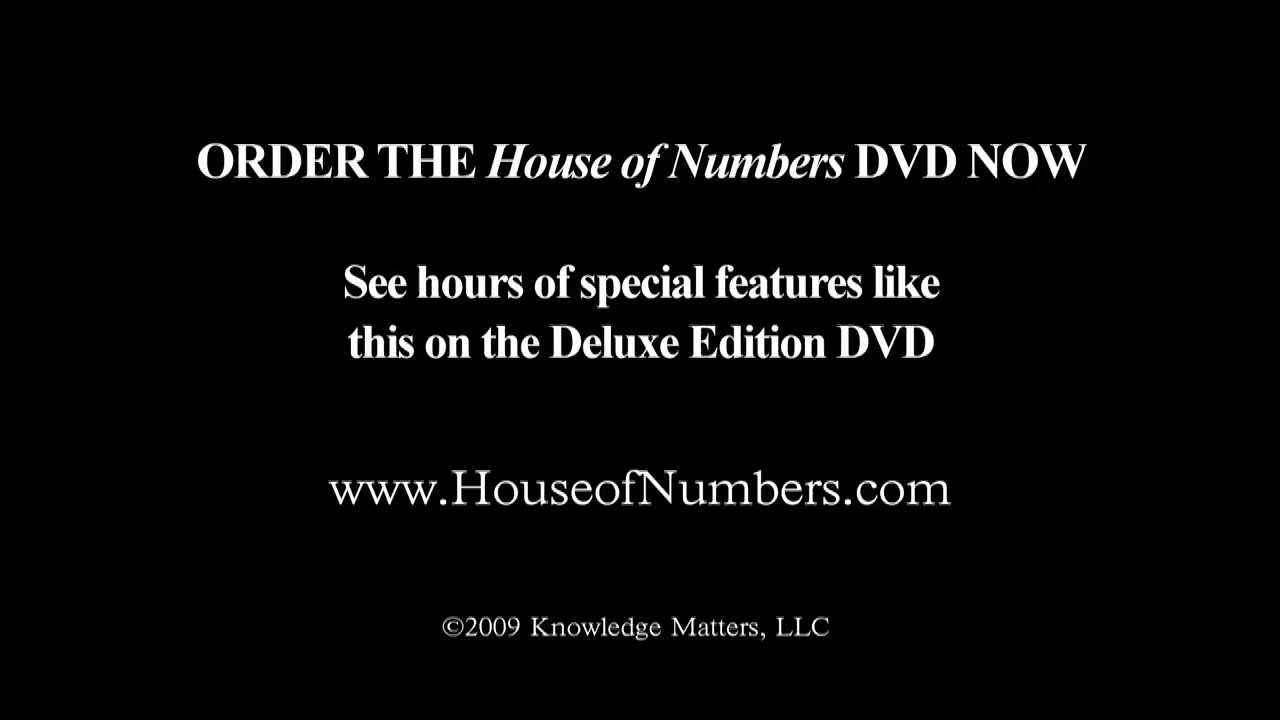 ORDER THE House of Numbers DVD NOW
See hours of special features like
this on the Deluxe Edition DVD
www.HouseofNumbers.com
©2009 Knowledge Matters, LLC